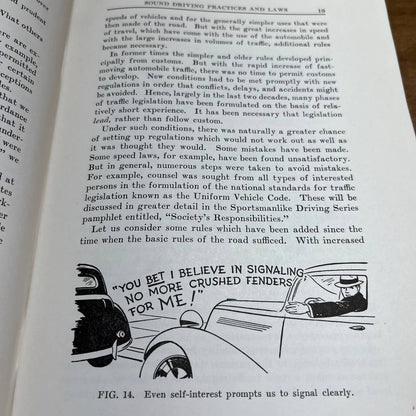 prudent
What others
SOUND DRIVING PRACTICES AND LAWS 19
speeds of vehicles and for the generally simpler uses that were
made of the road. But with the great increase in speed
of travel, which have come with the use of the automobile and
with the large increases in volumes of traffic, additional rules
became necessary.
In former times the simpler and older rules developed prin-
cipally from customs. But with the rapid increase of fast-
moving automobile traffic, there was no time to permit customs
to develop. New conditions had to be met promptly with new
regulations in order that conflicts, delays, and accidents might
be avoided. Hence, largely in the last two decades, many phases
of traffic legislation have been formulated on the basis of rela-
tively short experience. It has been necessary that legislation
lead, rather than follow custom.
Under such conditions, there was naturally a greater chance
of setting up regulations which would not work out as well as
it was thought they would. Some mistakes have been made.
Some speed laws, for example, have been found unsatisfactory.
But in general, numerous steps were taken to avoid mistakes.
For example, counsel was sought from all types of interested
persons in the formulation of the national standards for traffic
legislation known as the Uniform Vehicle Code. These will be
discussed in greater detail in the Sportsmanlike Driving Series
pamphlet entitled, "Society's Responsibilities."
Let us consider some rules which have been added since the
time when the basic rules of the road sufficed. With increased
"YOU BET I BELIEVE IN SIGNALING,
NO MORE CRUSHED FENDERS
FOR ME!"
FIG. 14. Even self-interest prompts us to signal clearly.